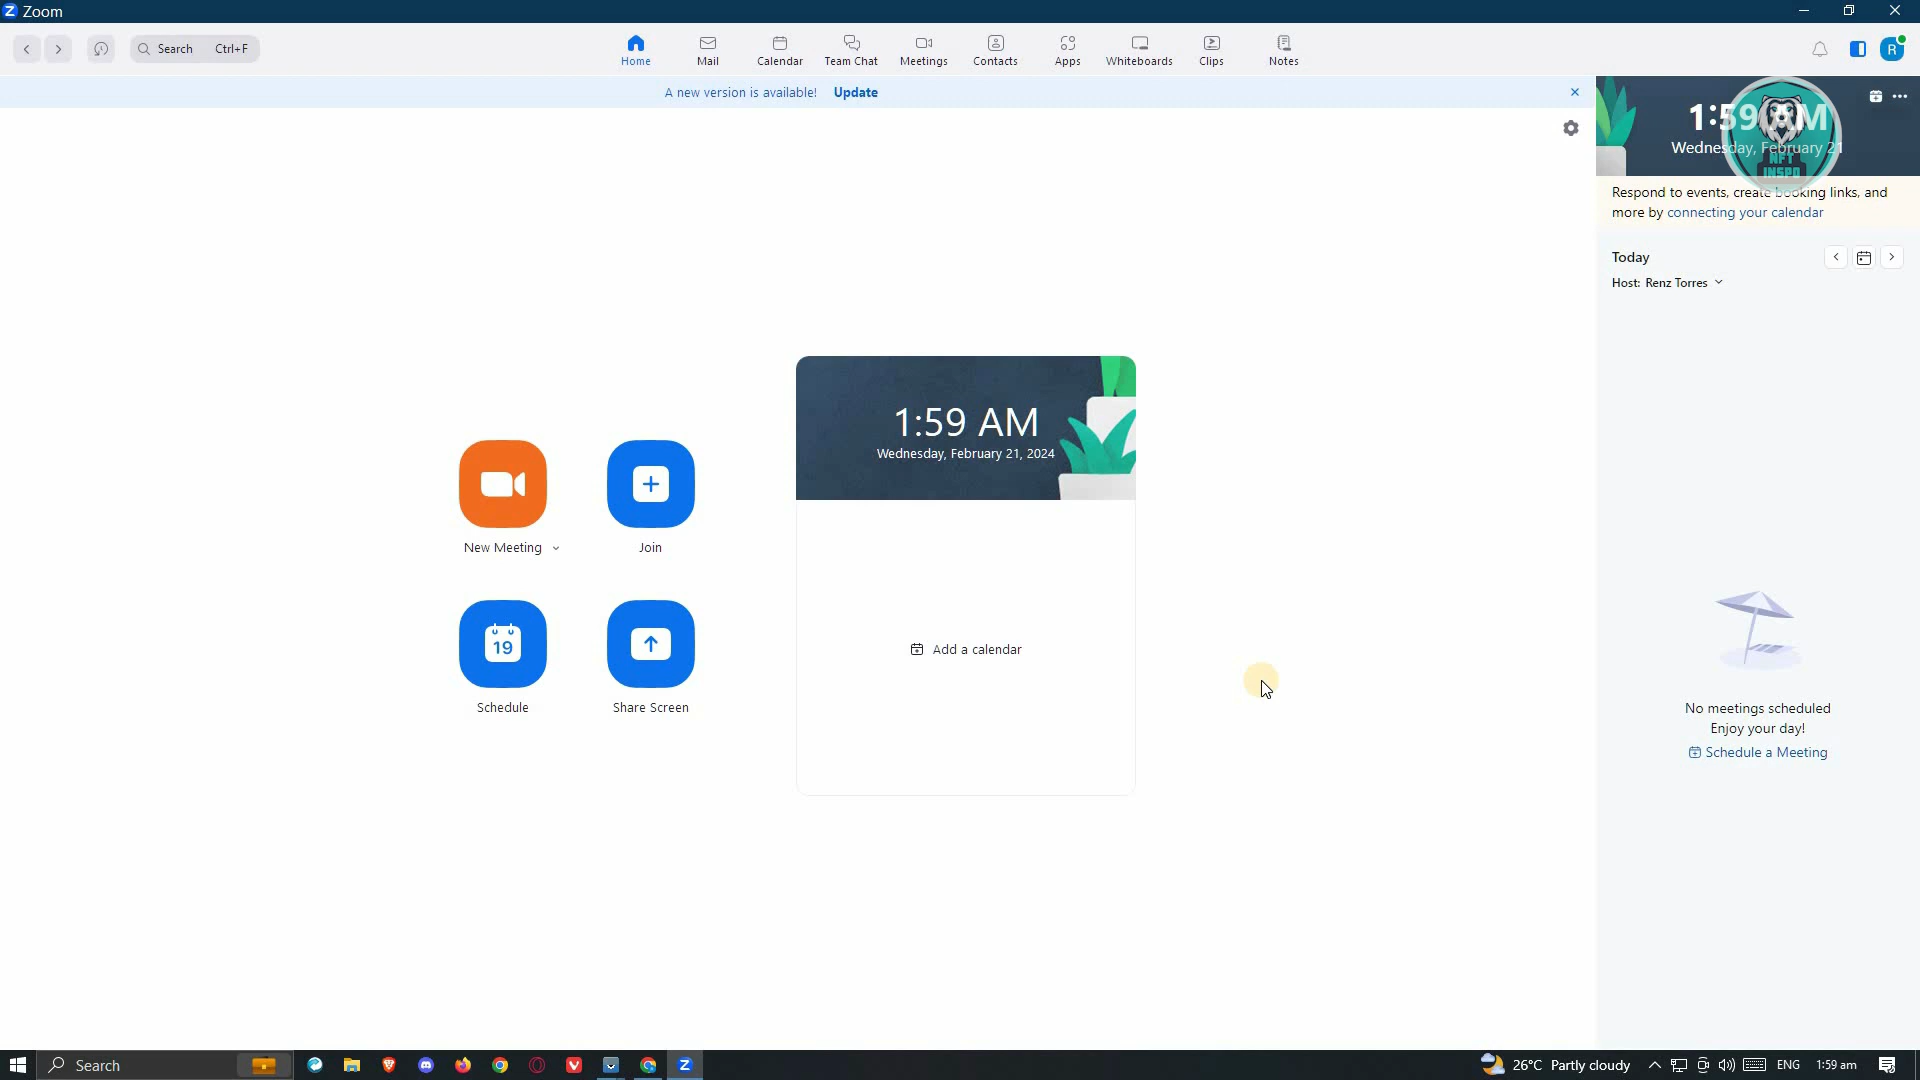 Zoom
Search Ctrl+F
Home
Mail
Calendar
Team Chat
Meetings
Contacts
Apps
Whiteboards
Clips
Notes
R
A new version is available! Update
1:59 AM
Wednesday, February 21
NFT
INSPO
Respond to events, create booking links, and
more by connecting your calendar
Today
Host: Renz Torres
1:59 AM
Wednesday, February 21, 2024
New Meeting
Join
19
Schedule
Share Screen
Add a calendar
No meetings scheduled
Enjoy your day!
Schedule a Meeting
Search
26°C Partly cloudy
ENG
1:59 am